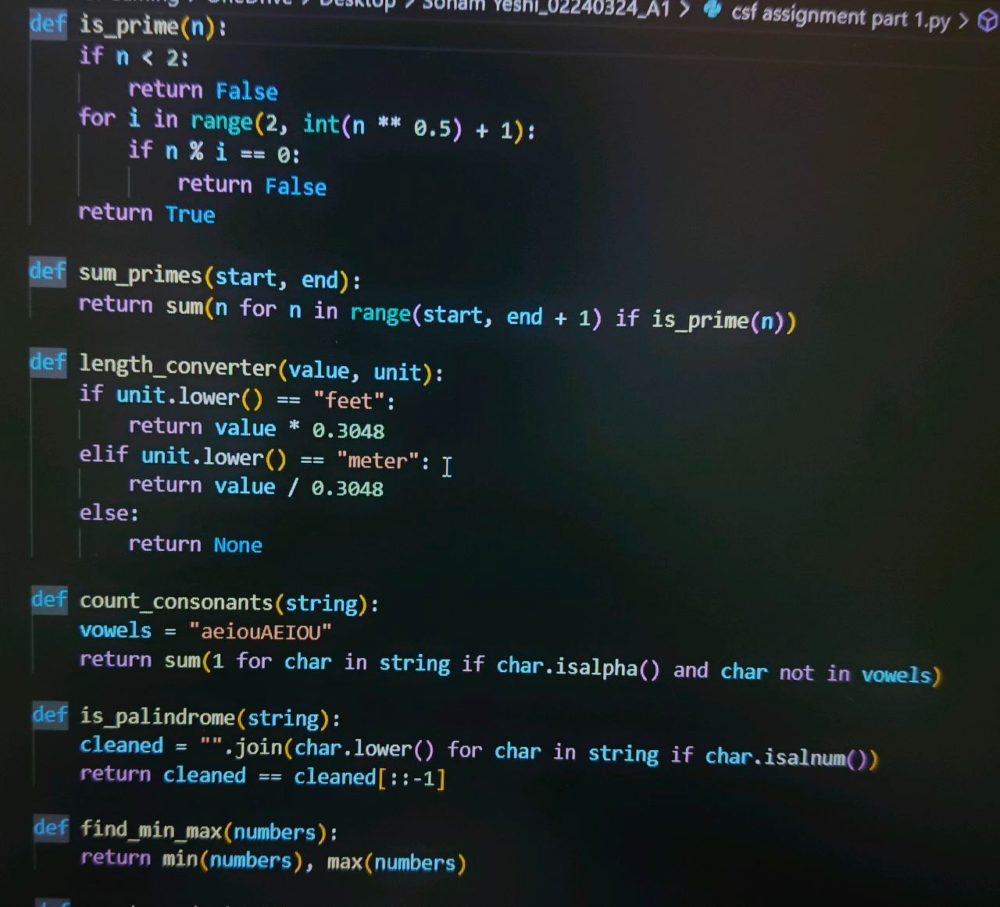 Desktop > Sonam Yeshi_02240324_A1 > csf assignment part 1.py >
def is_prime(n):
    if n < 2:
        return False
    for i in range(2, int(n ** 0.5) + 1):
        if n % i == 0:
            return False
    return True

def sum_primes(start, end):
    return sum(n for n in range(start, end + 1) if is_prime(n))

def length_converter(value, unit):
    if unit.lower() == "feet":
        return value * 0.3048
    elif unit.lower() == "meter":
        return value / 0.3048
    else:
        return None

def count_consonants(string):
    vowels = "aeiouAEIOU"
    return sum(1 for char in string if char.isalpha() and char not in vowels)

def is_palindrome(string):
    cleaned = "".join(char.lower() for char in string if char.isalnum())
    return cleaned == cleaned[::-1]

def find_min_max(numbers):
    return min(numbers), max(numbers)